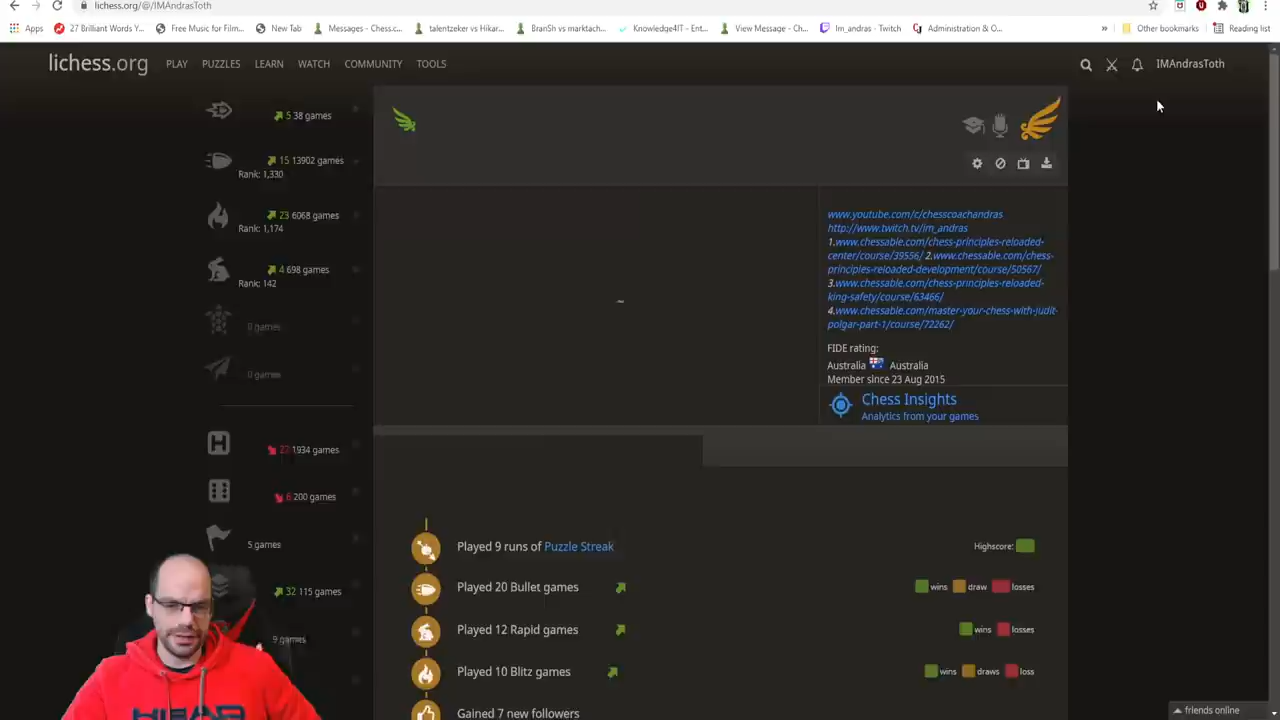 lichess.org/@/IMAndrasToth
Apps 27 Brilliant Words Y... Free Music for Film... New Tab Messages - Chess.c... talentzeker vs Hikar... BranSh vs marktach... Knowledge4IT - Ent... View Message - Ch... Im_andras - Twitch Administration & O... » Other bookmarks Reading list
lichess.org PLAY PUZZLES LEARN WATCH COMMUNITY TOOLS IMAndrasToth
5 38 games
15 13902 games
Rank: 1,330
23 6068 games
Rank: 1,174
4 698 games
Rank: 142
0 games
0 games
22 1934 games
6 200 games
5 games
32 115 games
9 games
www.youtube.com/c/chesscoachandras
http://www.twitch.tv/im_andras
1.www.chessable.com/chess-principles-reloaded-
center/course/39556/ 2.www.chessable.com/chess-
principles-reloaded-development/course/50567/
3.www.chessable.com/chess-principles-reloaded-
king-safety/course/63466/
4.www.chessable.com/master-your-chess-with-judit-
polgar-part-1/course/72262/
FIDE rating:
Australia Australia
Member since 23 Aug 2015
Chess Insights
Analytics from your games
Played 9 runs of Puzzle Streak Highscore:
Played 20 Bullet games wins draw losses
Played 12 Rapid games wins losses
Played 10 Blitz games wins draws loss
Gained 7 new followers
friends online